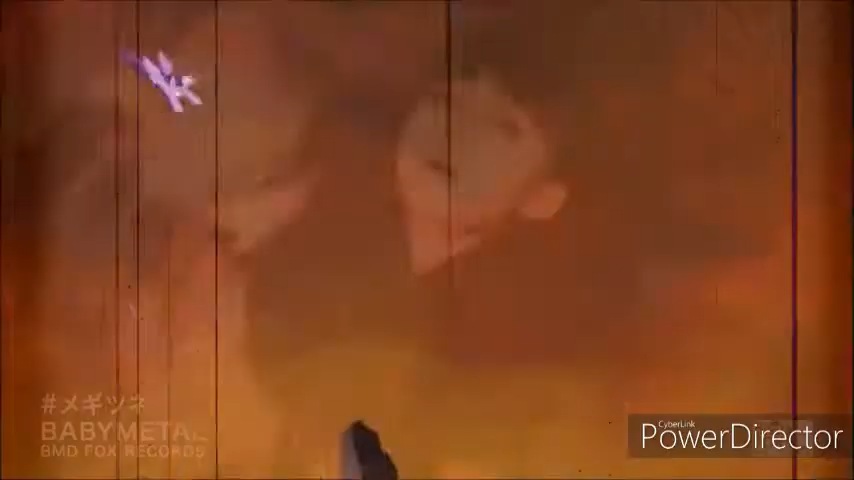 #メギツネ
BABYMETAL
BMD FOX RECORDS
CyberLink
PowerDirector